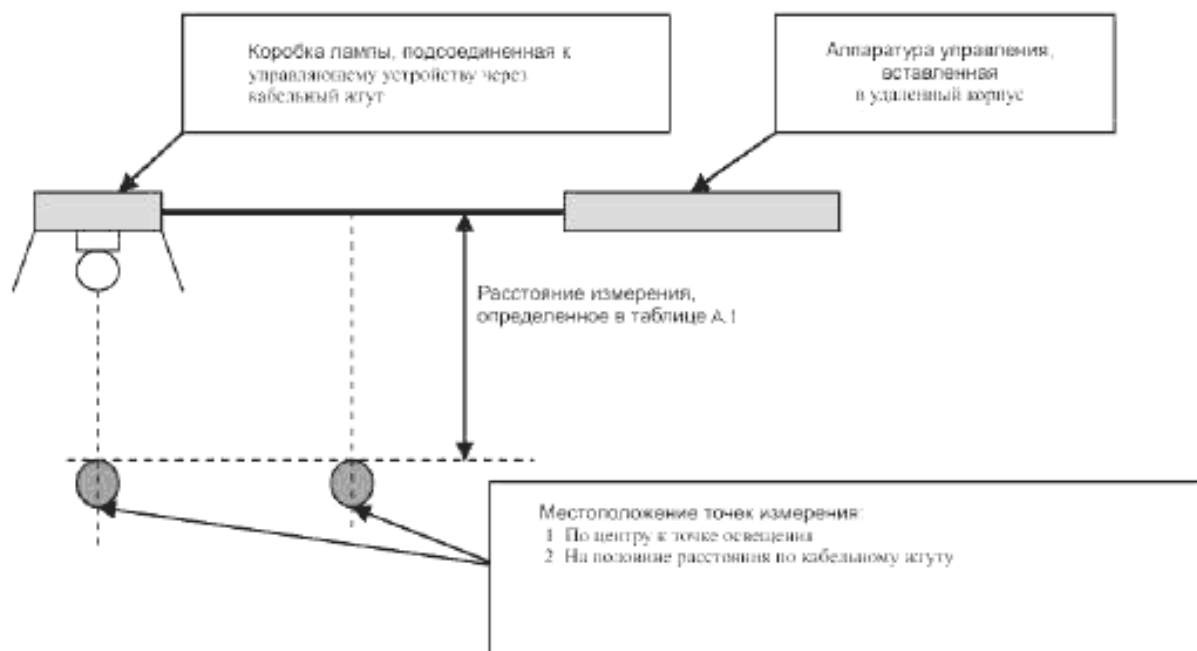 Коробка лампы, подсоединенная к
управляющему устройству через
кабельный жгут
Аппаратура управления,
вставленная
в удаленный корпус
Расстояние измерения,
определенное в таблице А.1
Местоположение точек измерения:
1 По центру к точке освещения
2 На половине расстояния по кабельному жгуту